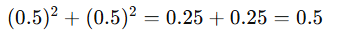 (0.5)² + (0.5)² = 0.25 + 0.25 = 0.5